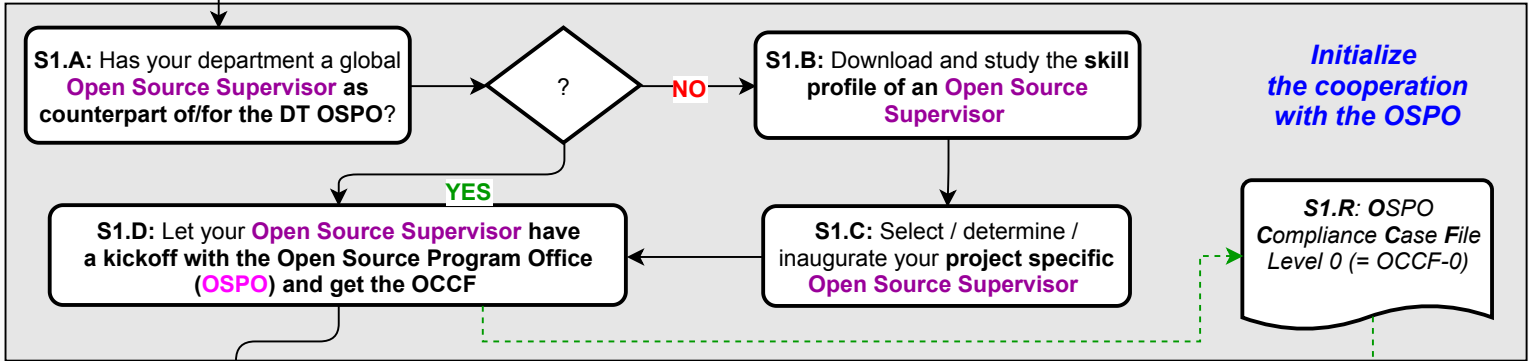 S1.A: Has your department a global
Open Source Supervisor as
counterpart of/for the DT OSPO?
?
NO
S1.B: Download and study the skill
profile of an Open Source
Supervisor
Initialize
the cooperation
with the OSPO
YES
S1.D: Let your Open Source Supervisor have
a kickoff with the Open Source Program Office
(OSPO) and get the OCCF
S1.C: Select / determine /
inaugurate your project specific
Open Source Supervisor
S1.R: OSPO
Compliance Case File
Level 0 (= OCCF-0)